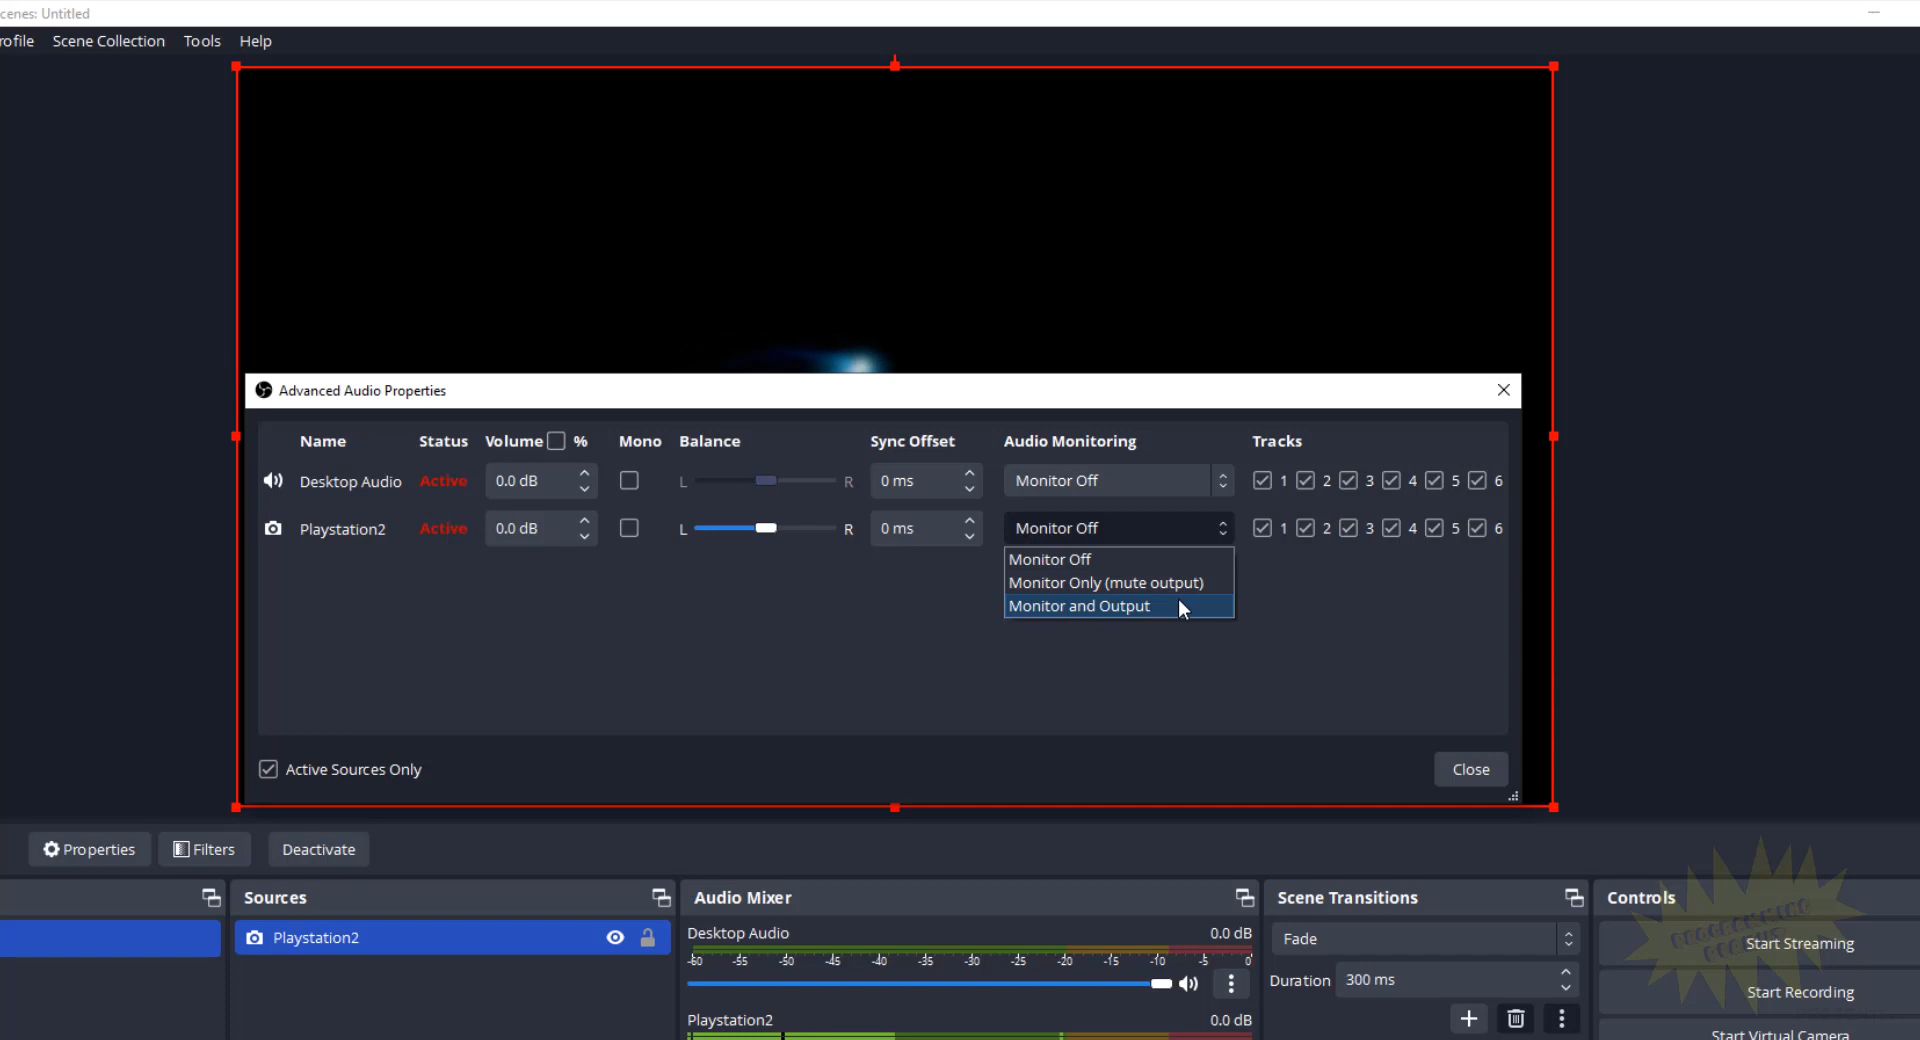 cenes: Untitled
rofile Scene Collection Tools Help
Advanced Audio Properties
Name Status Volume % Mono Balance Sync Offset Audio Monitoring Tracks
Desktop Audio Active 0.0 dB L R 0 ms Monitor Off 1 2 3 4 5 6
Playstation2 Active 0.0 dB L R 0 ms Monitor Off 1 2 3 4 5 6
Monitor Off
Monitor Only (mute output)
Monitor and Output
Active Sources Only Close
Properties Filters Deactivate
Sources Audio Mixer Scene Transitions Controls
Playstation2 Desktop Audio 0.0 dB Fade Start Streaming
-60 -55 -50 -45 -40 -35 -30 -25 -20 -15 -10 -5 0
Duration 300 ms Start Recording
Playstation2 0.0 dB
Start Virtual Camera